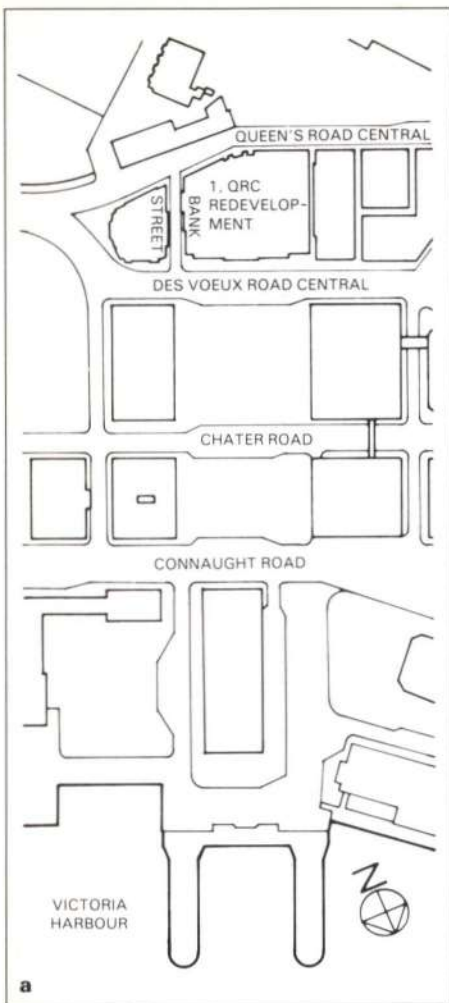 QUEEN'S ROAD CENTRAL
1. QRC
REDEVELOP-
MENT
BANK
STREET
DES VOEUX ROAD CENTRAL
CHATER ROAD
CONNAUGHT ROAD
VICTORIA
HARBOUR
N
a